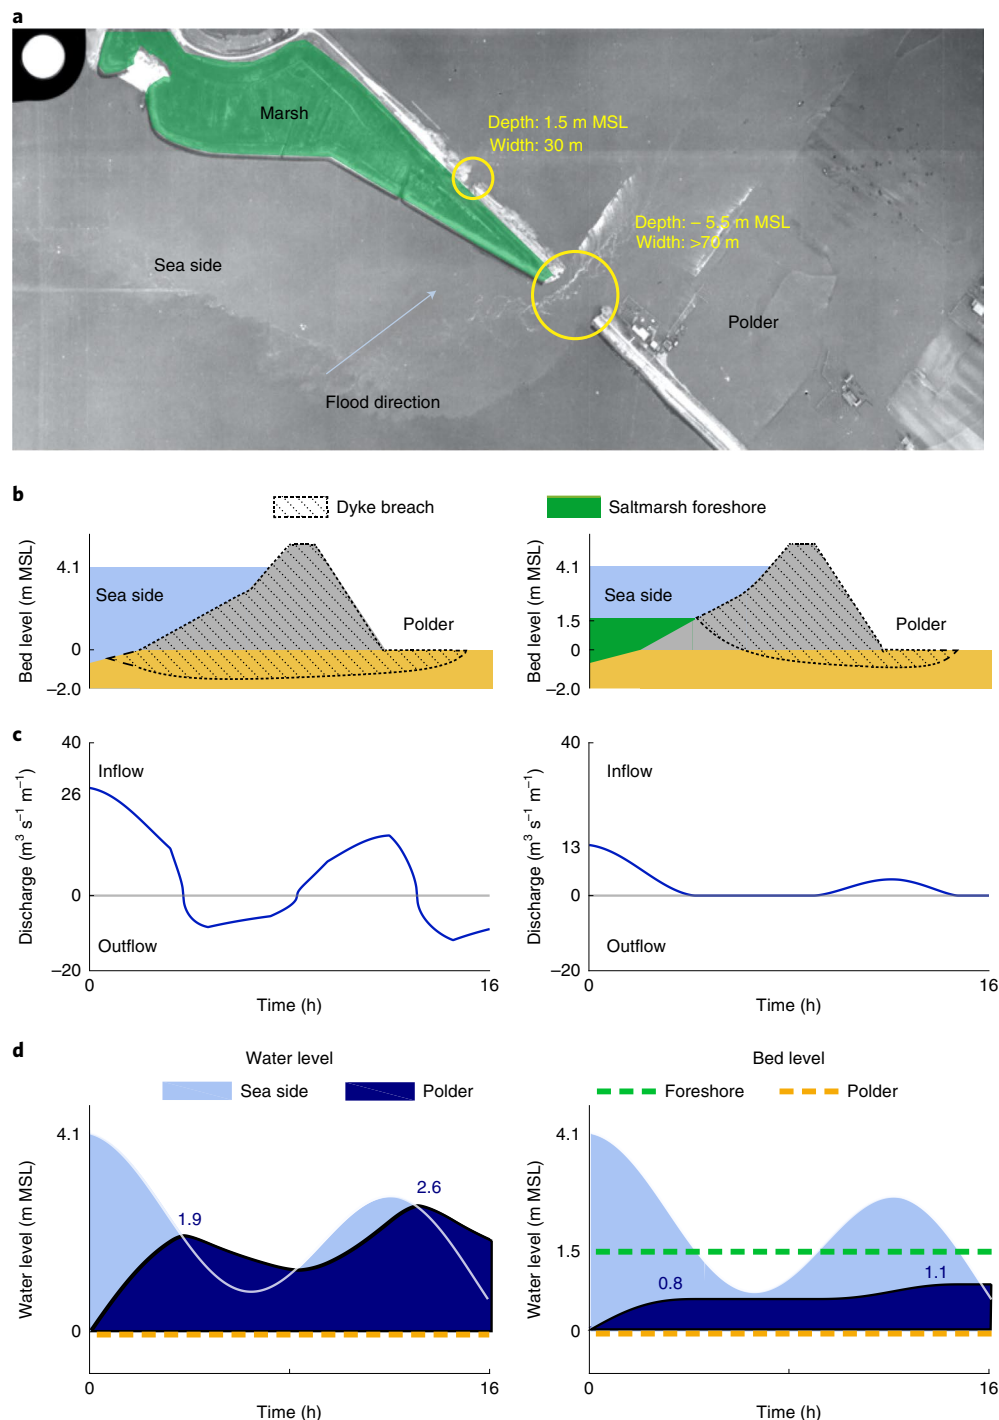 a
Marsh
Depth: 1.5 m MSL
Width: 30 m
Depth: – 5.5 m MSL
Width: >70 m
Sea side
Polder
Flood direction
b
Dyke breach
Saltmarsh foreshore
Bed level (m MSL)
4.1
0
–2.0
Sea side
Polder
Bed level (m MSL)
4.1
1.5
0
–2.0
Sea side
Polder
c
Discharge (m³ s⁻¹ m⁻¹)
40
26
0
–20
Inflow
Outflow
0
16
Time (h)
Discharge (m³ s⁻¹ m⁻¹)
40
13
0
–20
Inflow
Outflow
0
16
Time (h)
d
Water level
Sea side
Polder
Bed level
Foreshore
Polder
Water level (m MSL)
4.1
0
1.9
2.6
0
16
Time (h)
Water level (m MSL)
4.1
1.5
0
0.8
1.1
0
16
Time (h)